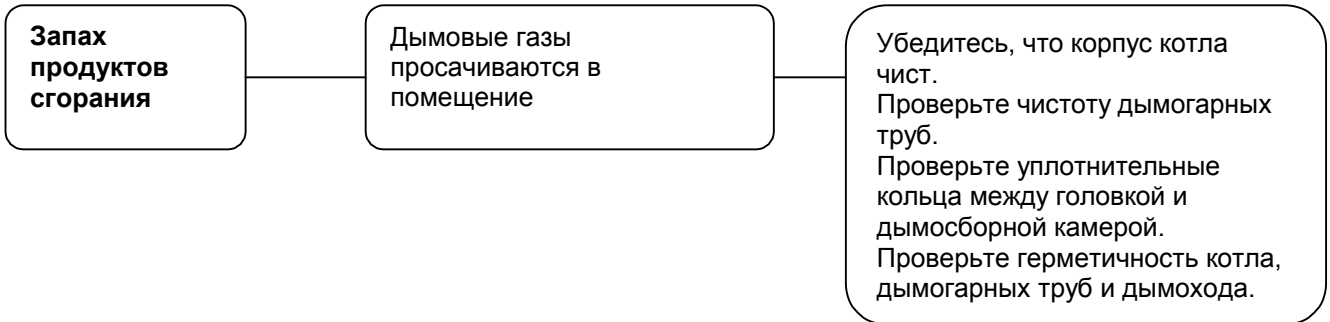 Запах
продуктов
сгорания
Дымовые газы
просачиваются в
помещение
Убедитесь, что корпус котла
чист.
Проверьте чистоту дымогарных
труб.
Проверьте уплотнительные
кольца между головкой и
дымосборной камерой.
Проверьте герметичность котла,
дымогарных труб и дымохода.